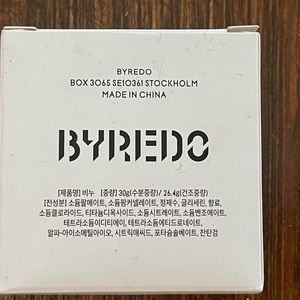 BYREDO
BOX 3065 SE10361 STOCKHOLM
MADE IN CHINA
BYREDO
[제품명] 비누 [중량] 30g(수분중량)/ 26.4g(건조중량)
[전성분] 소듐팔메이트, 소듐팜커넬레이트, 정제수, 글리세린, 향료,
소듐클로라이드, 티타늄디옥사이드, 소듐시트레이트, 소듐벤조에이트,
테트라소듐이디티에이, 테트라소듐에티드로네이트,
알파-아이소메틸아이오논, 시트릭애씨드, 포타슘솔베이트, 잔탄검